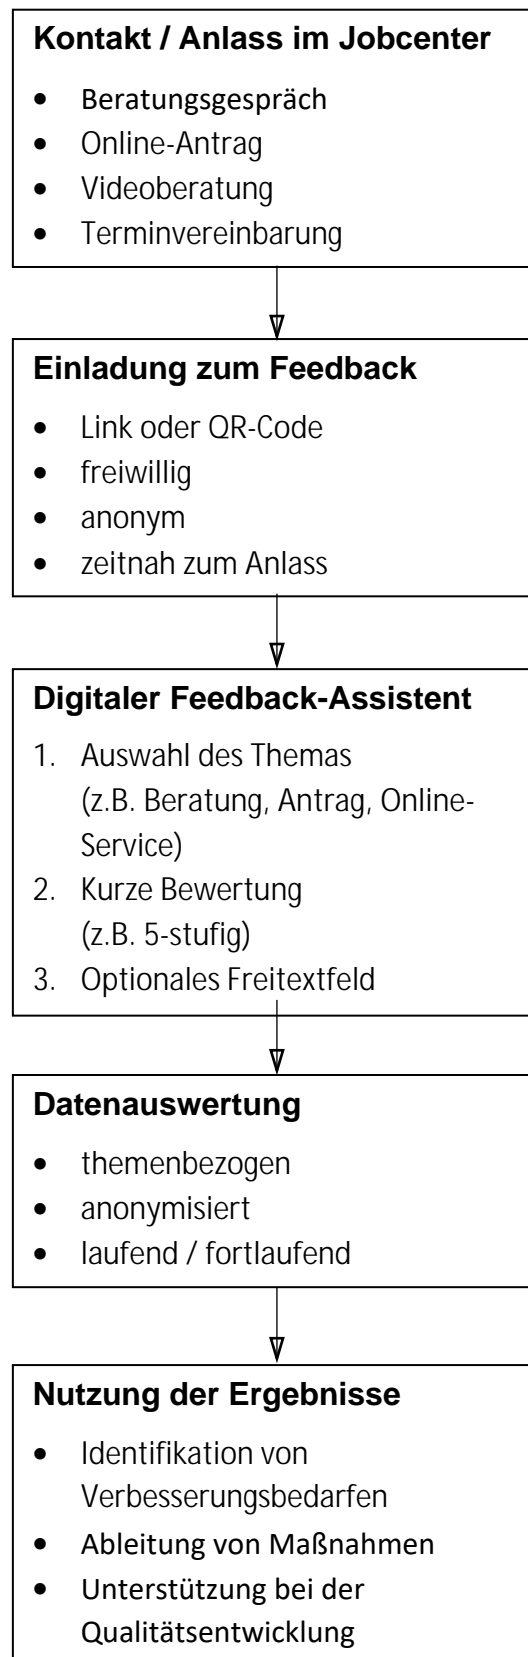 Kontakt / Anlass im Jobcenter
• Beratungsgespräch
• Online-Antrag
• Videoberatung
• Terminvereinbarung
Einladung zum Feedback
• Link oder QR-Code
• freiwillig
• anonym
• zeitnah zum Anlass
Digitaler Feedback-Assistent
1. Auswahl des Themas
(z.B. Beratung, Antrag, Online-
Service)
2. Kurze Bewertung
(z.B. 5-stufig)
3. Optionales Freitextfeld
Datenauswertung
• themenbezogen
• anonymisiert
• laufend / fortlaufend
Nutzung der Ergebnisse
• Identifikation von
Verbesserungsbedarfen
• Ableitung von Maßnahmen
• Unterstützung bei der
Qualitätsentwicklung